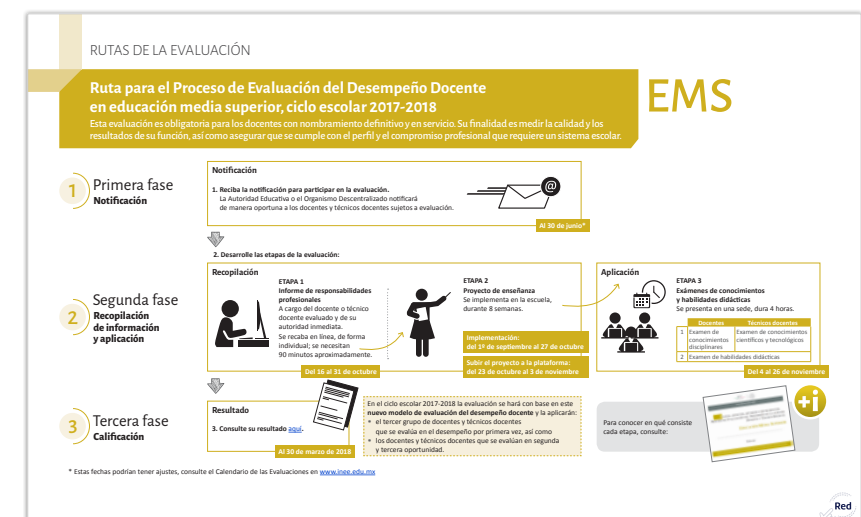 RUTAS DE LA EVALUACIÓN
Ruta para el Proceso de Evaluación del Desempeño Docente
en educación media superior, ciclo escolar 2017-2018
Esta evaluación es obligatoria para los docentes con nombramiento definitivo y en servicio. Su finalidad es medir la calidad y los
resultados de su función, así como asegurar que se cumple con el perfil y el compromiso profesional que requiere un sistema escolar.
EMS
1
Primera fase
Notificación
Notificación
1. Reciba la notificación para participar en la evaluación.
La Autoridad Educativa o el Organismo Descentralizado notificará
de manera oportuna a los docentes y técnicos docentes sujetos a evaluación.
@
Al 30 de junio*
2. Desarrolle las etapas de la evaluación:
2
Segunda fase
Recopilación
de información
y aplicación
Recopilación
ETAPA 1
Informe de responsabilidades
profesionales
A cargo del docente o técnico
docente evaluado y de su
autoridad inmediata.
Se recaba en línea, de forma
individual; se necesitan
90 minutos aproximadamente.
Del 16 al 31 de octubre
ETAPA 2
Proyecto de enseñanza
Se implementa en la escuela,
durante 8 semanas.
Implementación:
del 1º de septiembre al 27 de octubre
Subir el proyecto a la plataforma:
del 23 de octubre al 3 de noviembre
Aplicación
ETAPA 3
Exámenes de conocimientos
y habilidades didácticas
Se presenta en una sede, dura 4 horas.
Docentes Técnicos docentes
1 Examen de Examen de conocimientos
conocimientos científicos y tecnológicos
disciplinares
2 Examen de habilidades didácticas
Del 4 al 26 de noviembre
3
Tercera fase
Calificación
Resultado
3. Consulte su resultado aquí.
Al 30 de marzo de 2018
En el ciclo escolar 2017-2018 la evaluación se hará con base en este
nuevo modelo de evaluación del desempeño docente y la aplicarán:
• el tercer grupo de docentes y técnicos docentes
que se evalúa en el desempeño por primera vez, así como
• los docentes y técnicos docentes que se evalúan en segunda
y tercera oportunidad.
Para conocer en qué consiste
cada etapa, consulte:
+i
* Estas fechas podrían tener ajustes, consulte el Calendario de las Evaluaciones en www.inee.edu.mx
Red